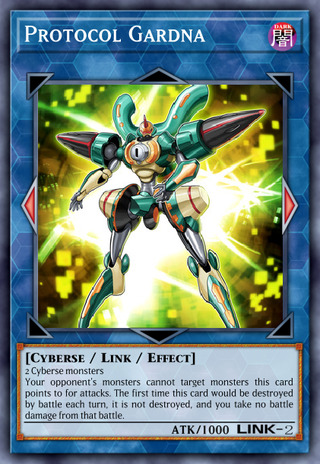 Protocol Gardna
DARK
闇
[Cyberse / Link / Effect]
2 Cyberse monsters
Your opponent's monsters cannot target monsters this card
points to for attacks. The first time this card would be destroyed
by battle each turn, it is not destroyed, and you take no battle
damage from that battle.
ATK/1000 LINK-2